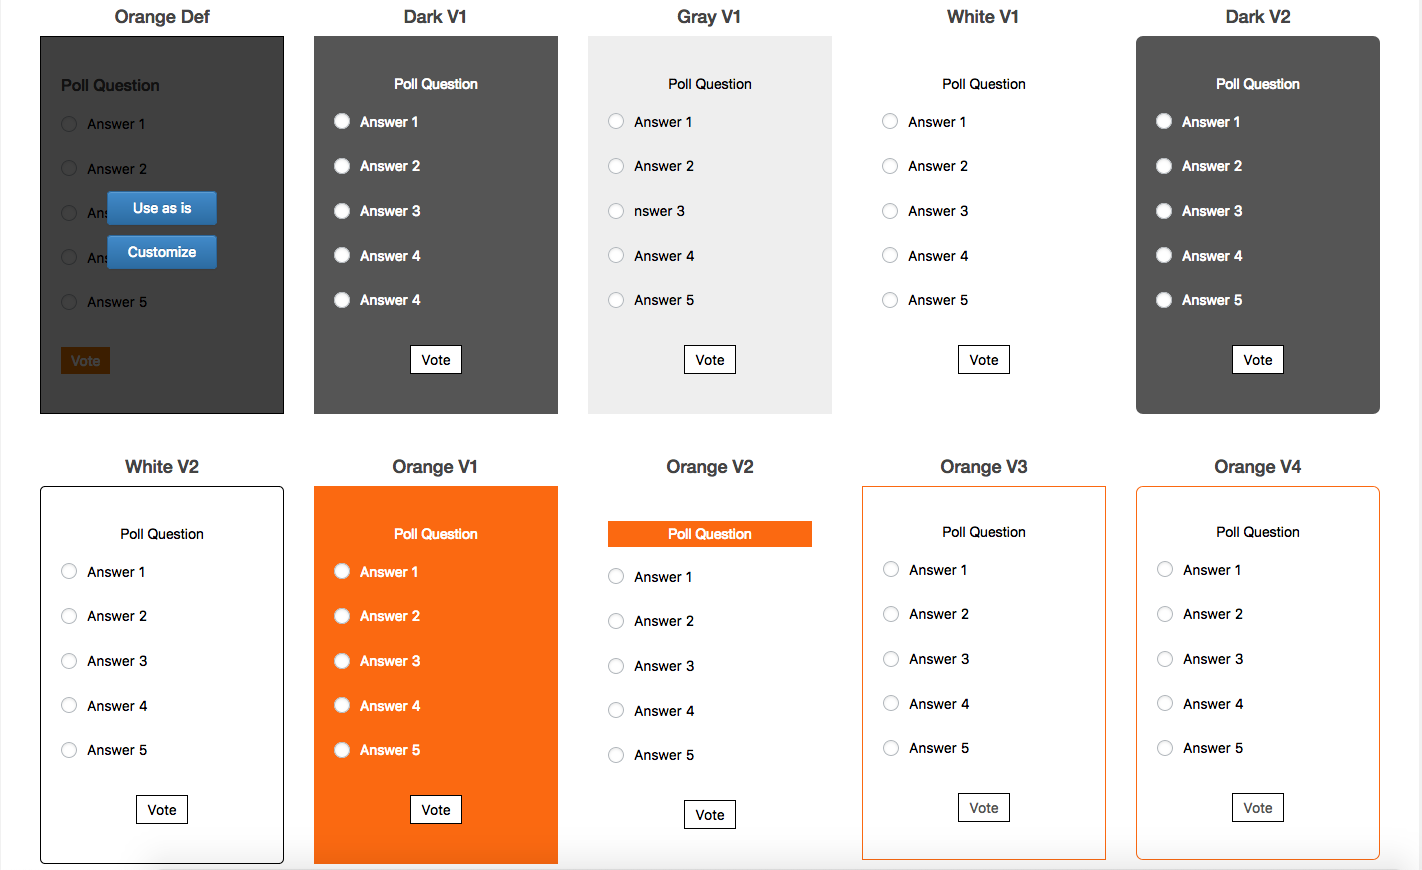 Orange Def
Poll Question
Answer 1
Answer 2
Ans
Use as is
Ans
Customize
Answer 5
Vote
Dark V1
Poll Question
Answer 1
Answer 2
Answer 3
Answer 4
Answer 4
Vote
Gray V1
Poll Question
Answer 1
Answer 2
nswer 3
Answer 4
Answer 5
Vote
White V1
Poll Question
Answer 1
Answer 2
Answer 3
Answer 4
Answer 5
Vote
Dark V2
Poll Question
Answer 1
Answer 2
Answer 3
Answer 4
Answer 5
Vote
White V2
Poll Question
Answer 1
Answer 2
Answer 3
Answer 4
Answer 5
Vote
Orange V1
Poll Question
Answer 1
Answer 2
Answer 3
Answer 4
Answer 5
Vote
Orange V2
Poll Question
Answer 1
Answer 2
Answer 3
Answer 4
Answer 5
Vote
Orange V3
Poll Question
Answer 1
Answer 2
Answer 3
Answer 4
Answer 5
Vote
Orange V4
Poll Question
Answer 1
Answer 2
Answer 3
Answer 4
Answer 5
Vote